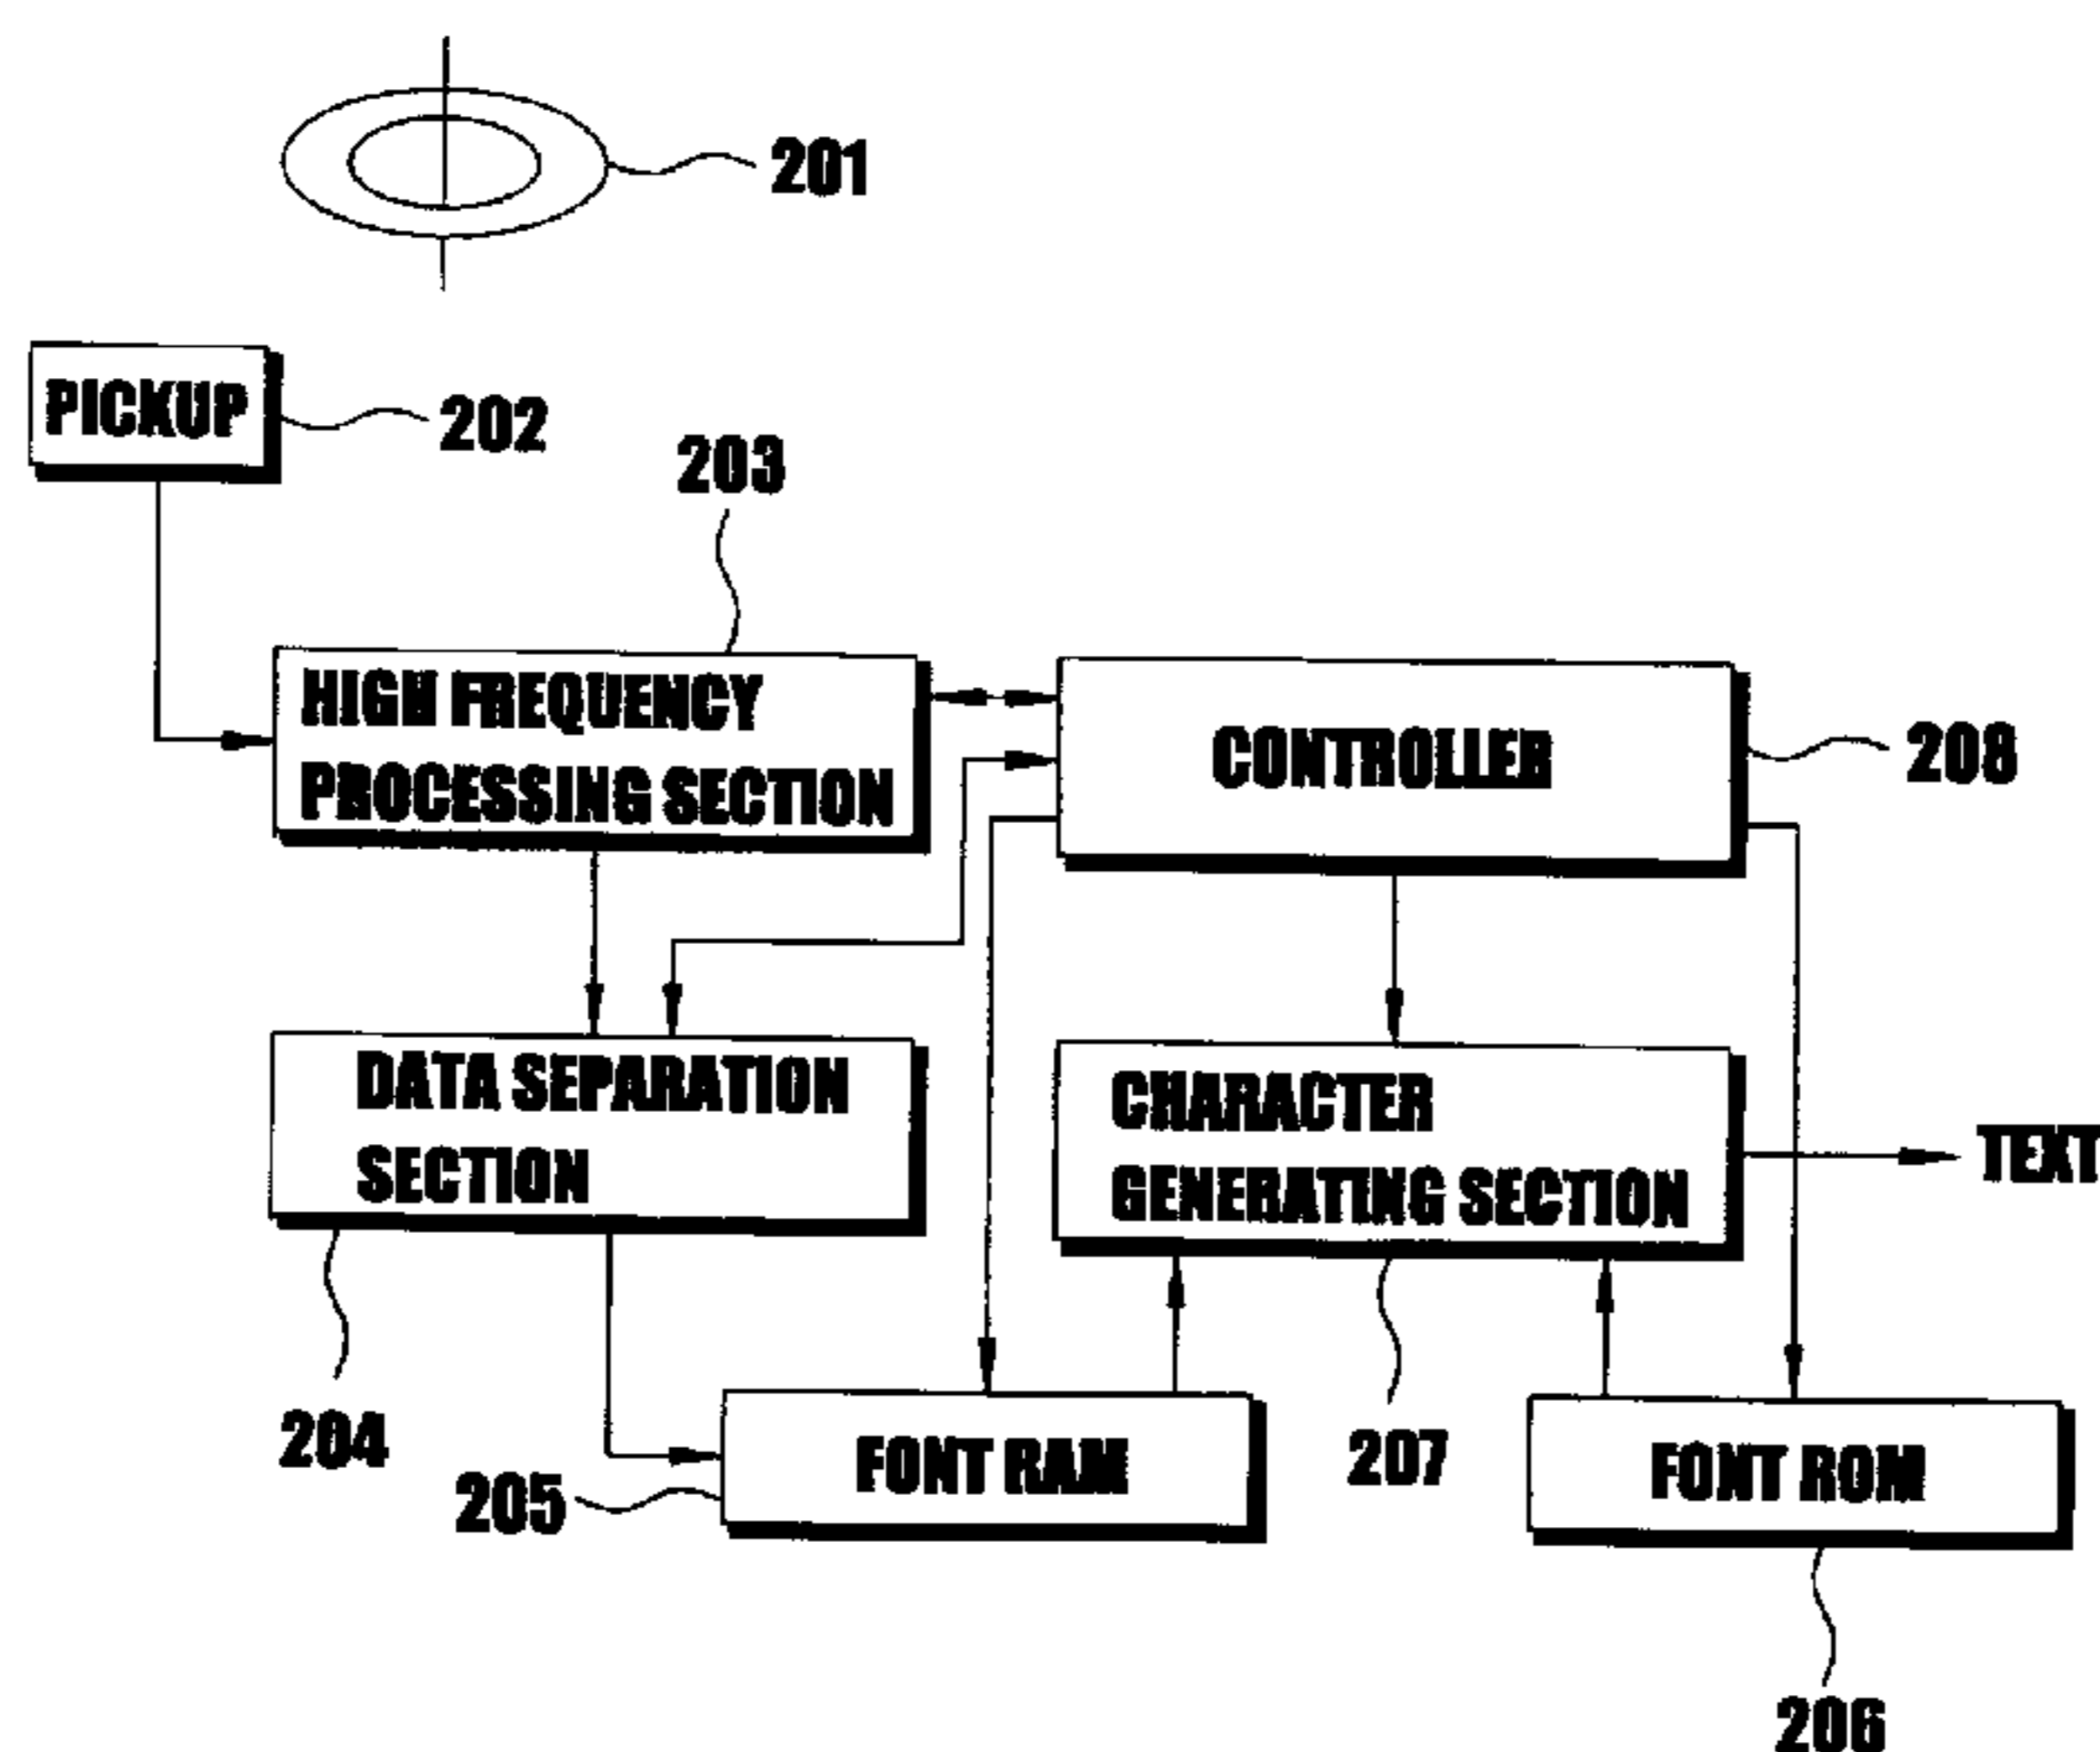 201
PICKUP
202
203
HIGH FREQUENCY
PROCESSING SECTION
CONTROLLER
208
DATA SEPARATION
SECTION
CHARACTER
GENERATING SECTION
TEXT
204
205
FONT RAM
207
FONT ROM
206